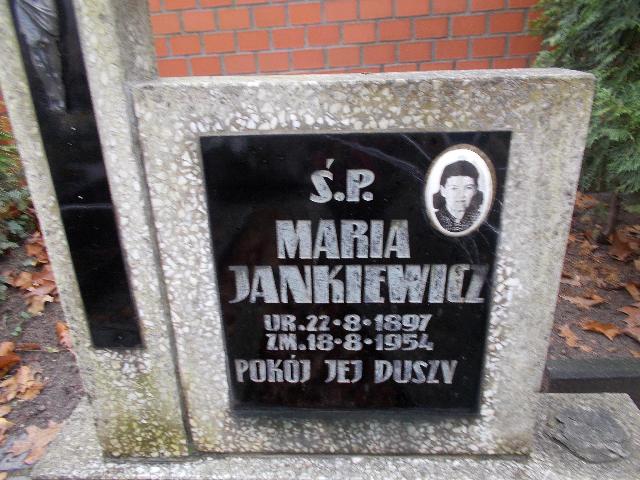 Ś.P.
MARIA
JANKIEWICZ
UR. 22-8-1897
ZM. 18-8-1954
POKÓJ JEJ DUSZY